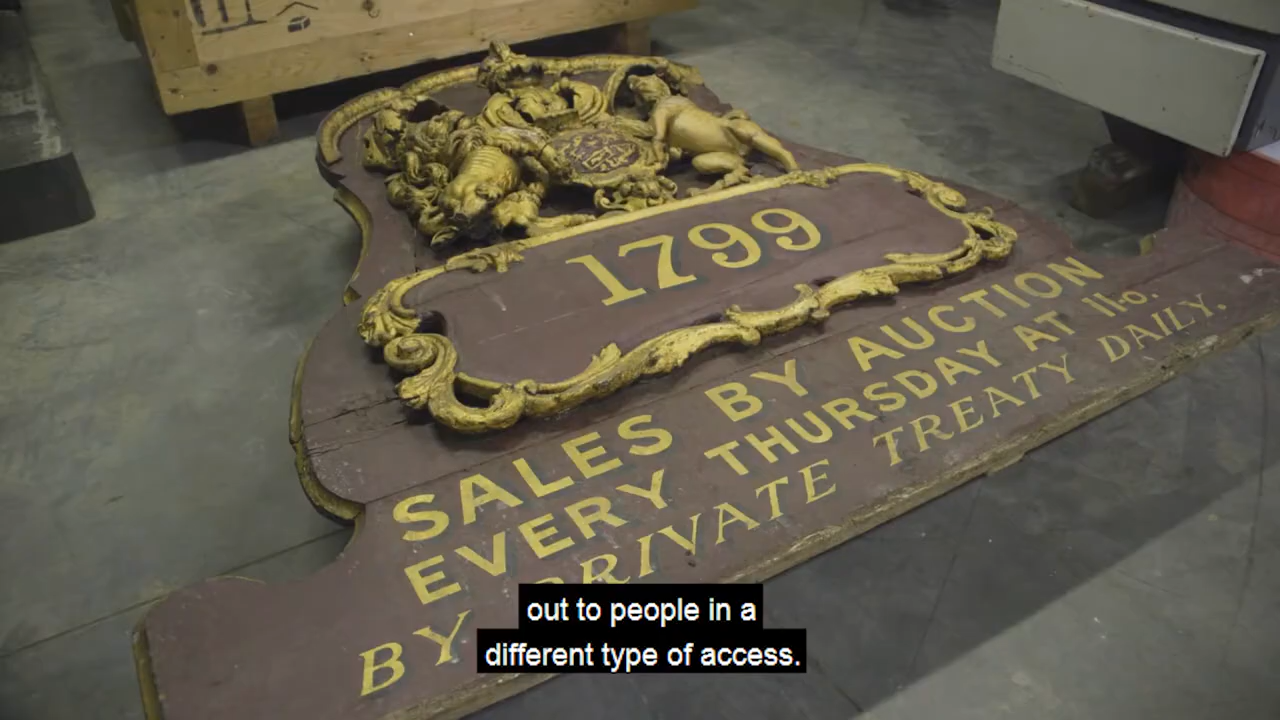 1799
SALES BY AUCTION
EVERY THURSDAY AT 11·O.
BY PRIVATE TREATY DAILY.
out to people in a
different type of access.